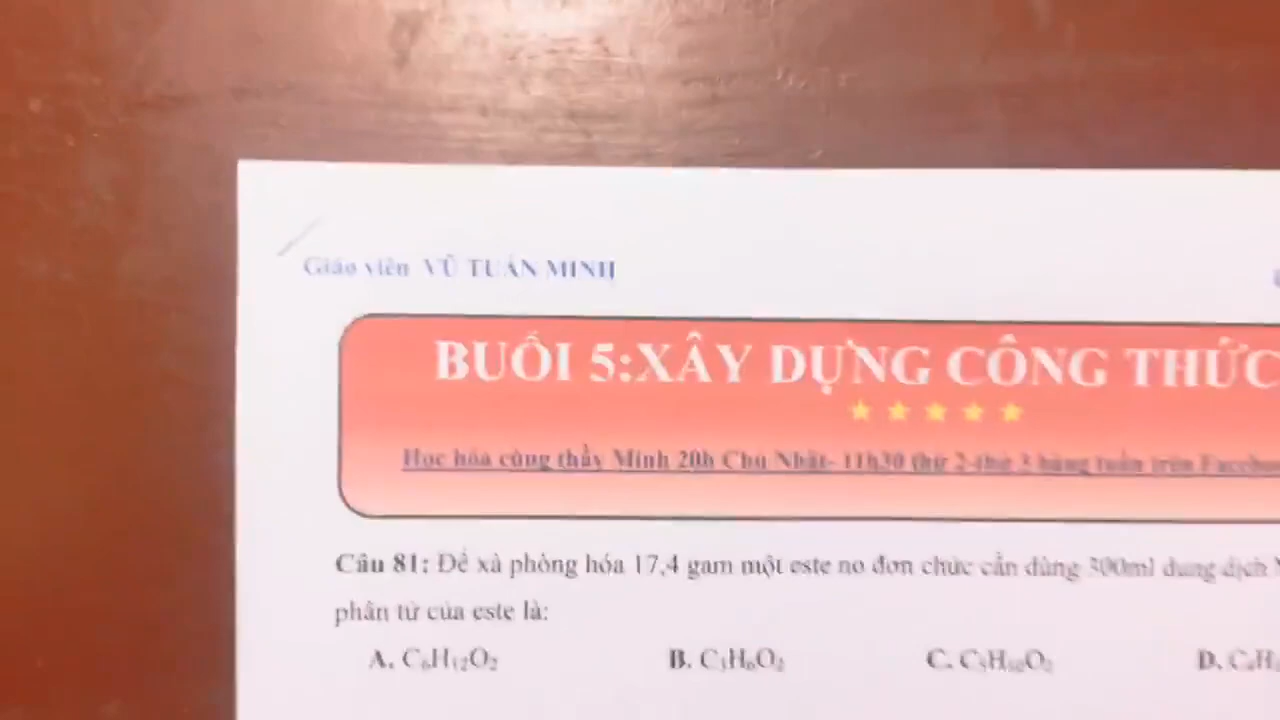 Giáo viên VŨ TUẤN MINH
BUỔI 5:XÂY DỰNG CÔNG THỨC
Học hóa cùng thầy Minh 20h Chủ Nhật- 11h30 thứ 2-thứ 3 hàng tuần trên
Câu 81: Để xà phòng hóa 17,4 gam một este no đơn chức cần dùng 300ml dung dịch
phân tử của este là:
A. C₆H₁₂O₂ B. C₃H₆O₂ C. C₅H₁₀O₂ D.